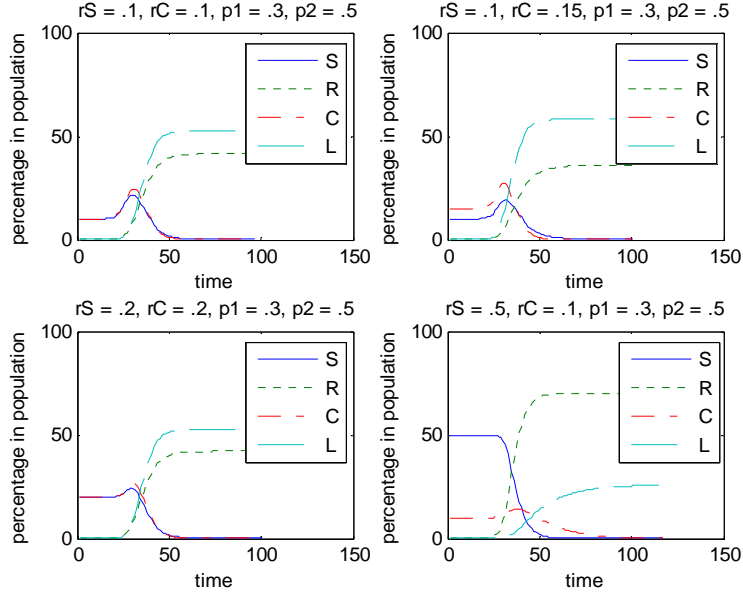 rS = .1, rC = .1, p1 = .3, p2 = .5
percentage in population
100
50
0
0
50
100
150
time
S
R
C
L
rS = .1, rC = .15, p1 = .3, p2 = .5
percentage in population
100
50
0
0
50
100
150
time
S
R
C
L
rS = .2, rC = .2, p1 = .3, p2 = .5
percentage in population
100
50
0
0
50
100
150
time
S
R
C
L
rS = .5, rC = .1, p1 = .3, p2 = .5
percentage in population
100
50
0
0
50
100
150
time
S
R
C
L